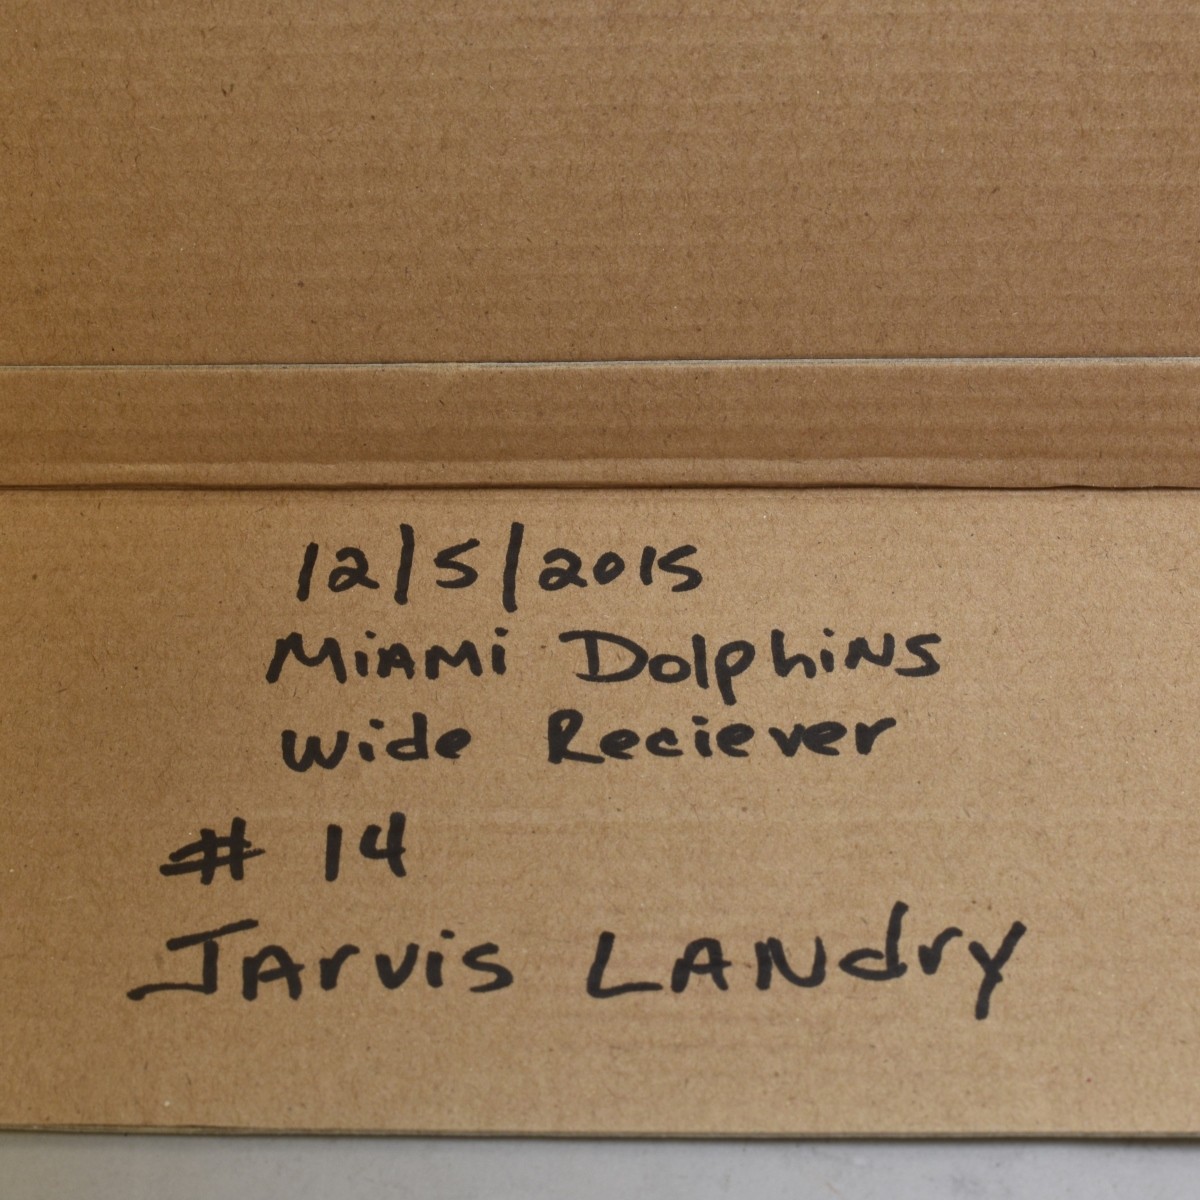 12/5/2015
Miami Dolphins
Wide Reciever
# 14
Jarvis Landry